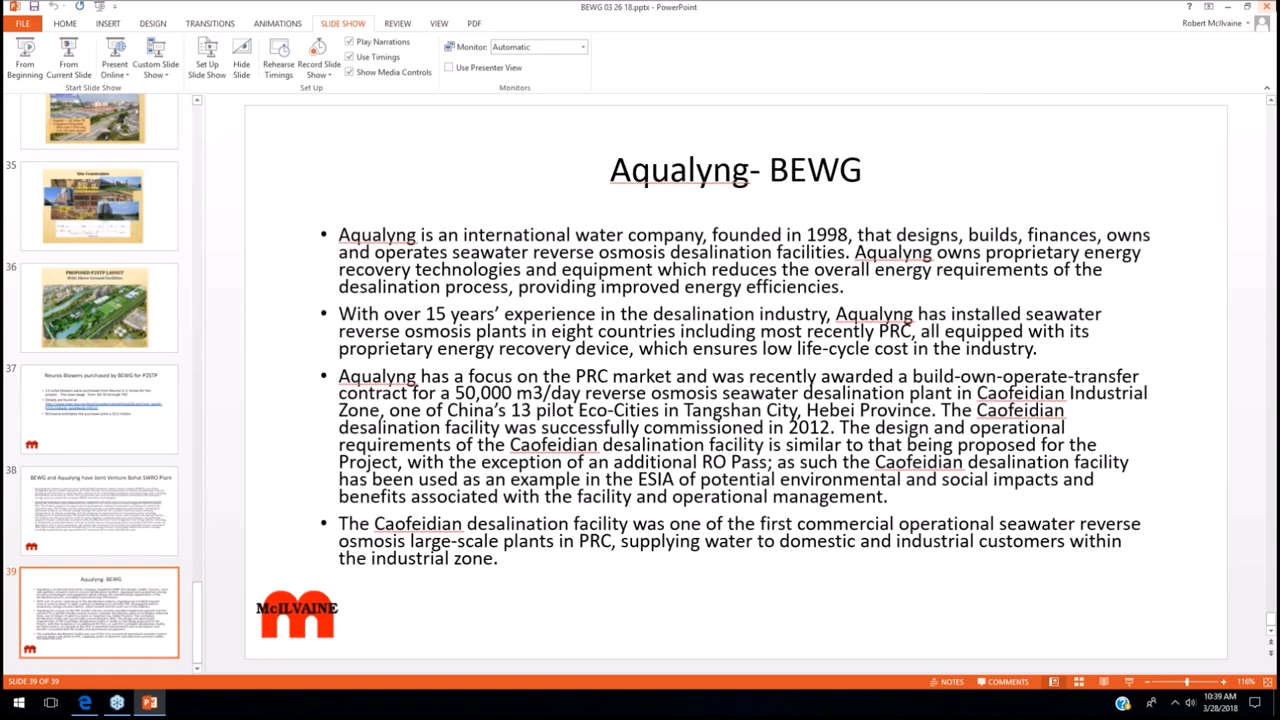 BEWG 03 26 18.pptx - PowerPoint
FILE HOME INSERT DESIGN TRANSITIONS ANIMATIONS SLIDE SHOW REVIEW VIEW PDF
Robert McIlvaine
From Beginning
From Current Slide
Present Online
Custom Slide Show
Start Slide Show
Set Up Slide Show
Hide Slide
Rehearse Timings
Record Slide Show
Play Narrations
Use Timings
Show Media Controls
Set Up
Monitor: Automatic
Use Presenter View
Monitors
35
Site Constraints
36
PROPOSED P2STP LAYOUT
37
Neuros Blowers purchased by BEWG for P2STP
38
BEWG and Aqualyng have Joint Venture Bohai SWRO Plant
39
Aqualyng- BEWG
Aqualyng- BEWG
• Aqualyng is an international water company, founded in 1998, that designs, builds, finances, owns
and operates seawater reverse osmosis desalination facilities. Aqualyng owns proprietary energy
recovery technologies and equipment which reduces the overall energy requirements of the
desalination process, providing improved energy efficiencies.
• With over 15 years’ experience in the desalination industry, Aqualyng has installed seawater
reverse osmosis plants in eight countries including most recently PRC, all equipped with its
proprietary energy recovery device, which ensures low life-cycle cost in the industry.
• Aqualyng has a focus on the PRC market and was recently awarded a build-own-operate-transfer
contract for a 50,000 m3/day reverse osmosis seawater desalination plant in Caofeidian Industrial
Zone, one of China’s 13 Pilot Eco-Cities in Tangshan City, Hebei Province. The Caofeidian
desalination facility was successfully commissioned in 2012. The design and operational
requirements of the Caofeidian desalination facility is similar to that being proposed for the
Project, with the exception of an additional RO Pass; as such the Caofeidian desalination facility
has been used as an example in the ESIA of potential environmental and social impacts and
benefits associated with the facility and operational management.
• The Caofeidian desalination facility was one of the first commercial operational seawater reverse
osmosis large-scale plants in PRC, supplying water to domestic and industrial customers within
the industrial zone.
McILVAINE
SLIDE 39 OF 39
NOTES COMMENTS 116%
10:39 AM
3/28/2018